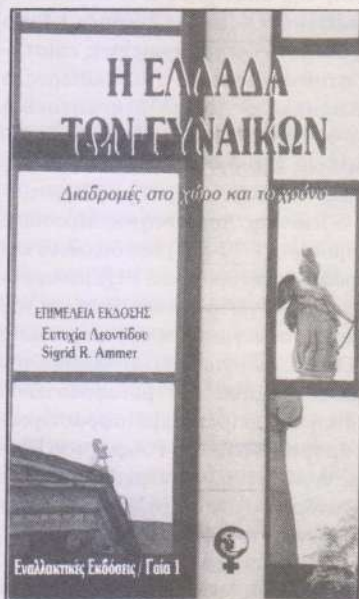 Η ΕΛΛΑΔΑ
ΤΩΝ ΓΥΝΑΙΚΩΝ
Διαδρομές στο χώρο και το χρόνο
ΕΠΙΜΕΛΕΙΑ ΕΚΔΟΣΗΣ
Ευτυχία Λεοντίδου
Sigrid R. Ammer
Εναλλακτικές Εκδόσεις / Γαία 1